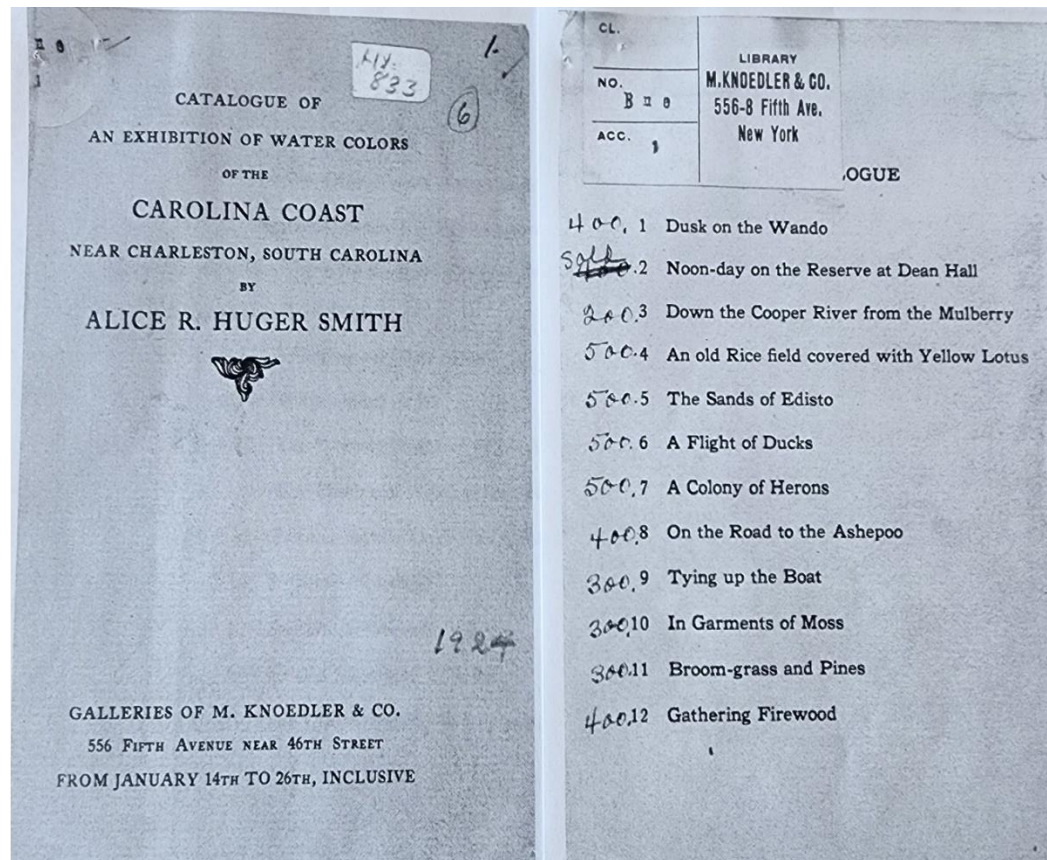 1.
Hy.
833
6
CATALOGUE OF
AN EXHIBITION OF WATER COLORS
OF THE
CAROLINA COAST
NEAR CHARLESTON, SOUTH CAROLINA
BY
ALICE R. HUGER SMITH
1924
GALLERIES OF M. KNOEDLER & CO.
556 FIFTH AVENUE NEAR 46TH STREET
FROM JANUARY 14TH TO 26TH, INCLUSIVE
CL.
NO.
ACC.
LIBRARY
M. KNOEDLER & CO.
556-8 Fifth Ave.
New York
OGUE
400. 1 Dusk on the Wando
Sold .2 Noon-day on the Reserve at Dean Hall
200.3 Down the Cooper River from the Mulberry
500.4 An old Rice field covered with Yellow Lotus
500.5 The Sands of Edisto
500. 6 A Flight of Ducks
500.7 A Colony of Herons
400.8 On the Road to the Ashepoo
300.9 Tying up the Boat
300.10 In Garments of Moss
300.11 Broom-grass and Pines
400.12 Gathering Firewood